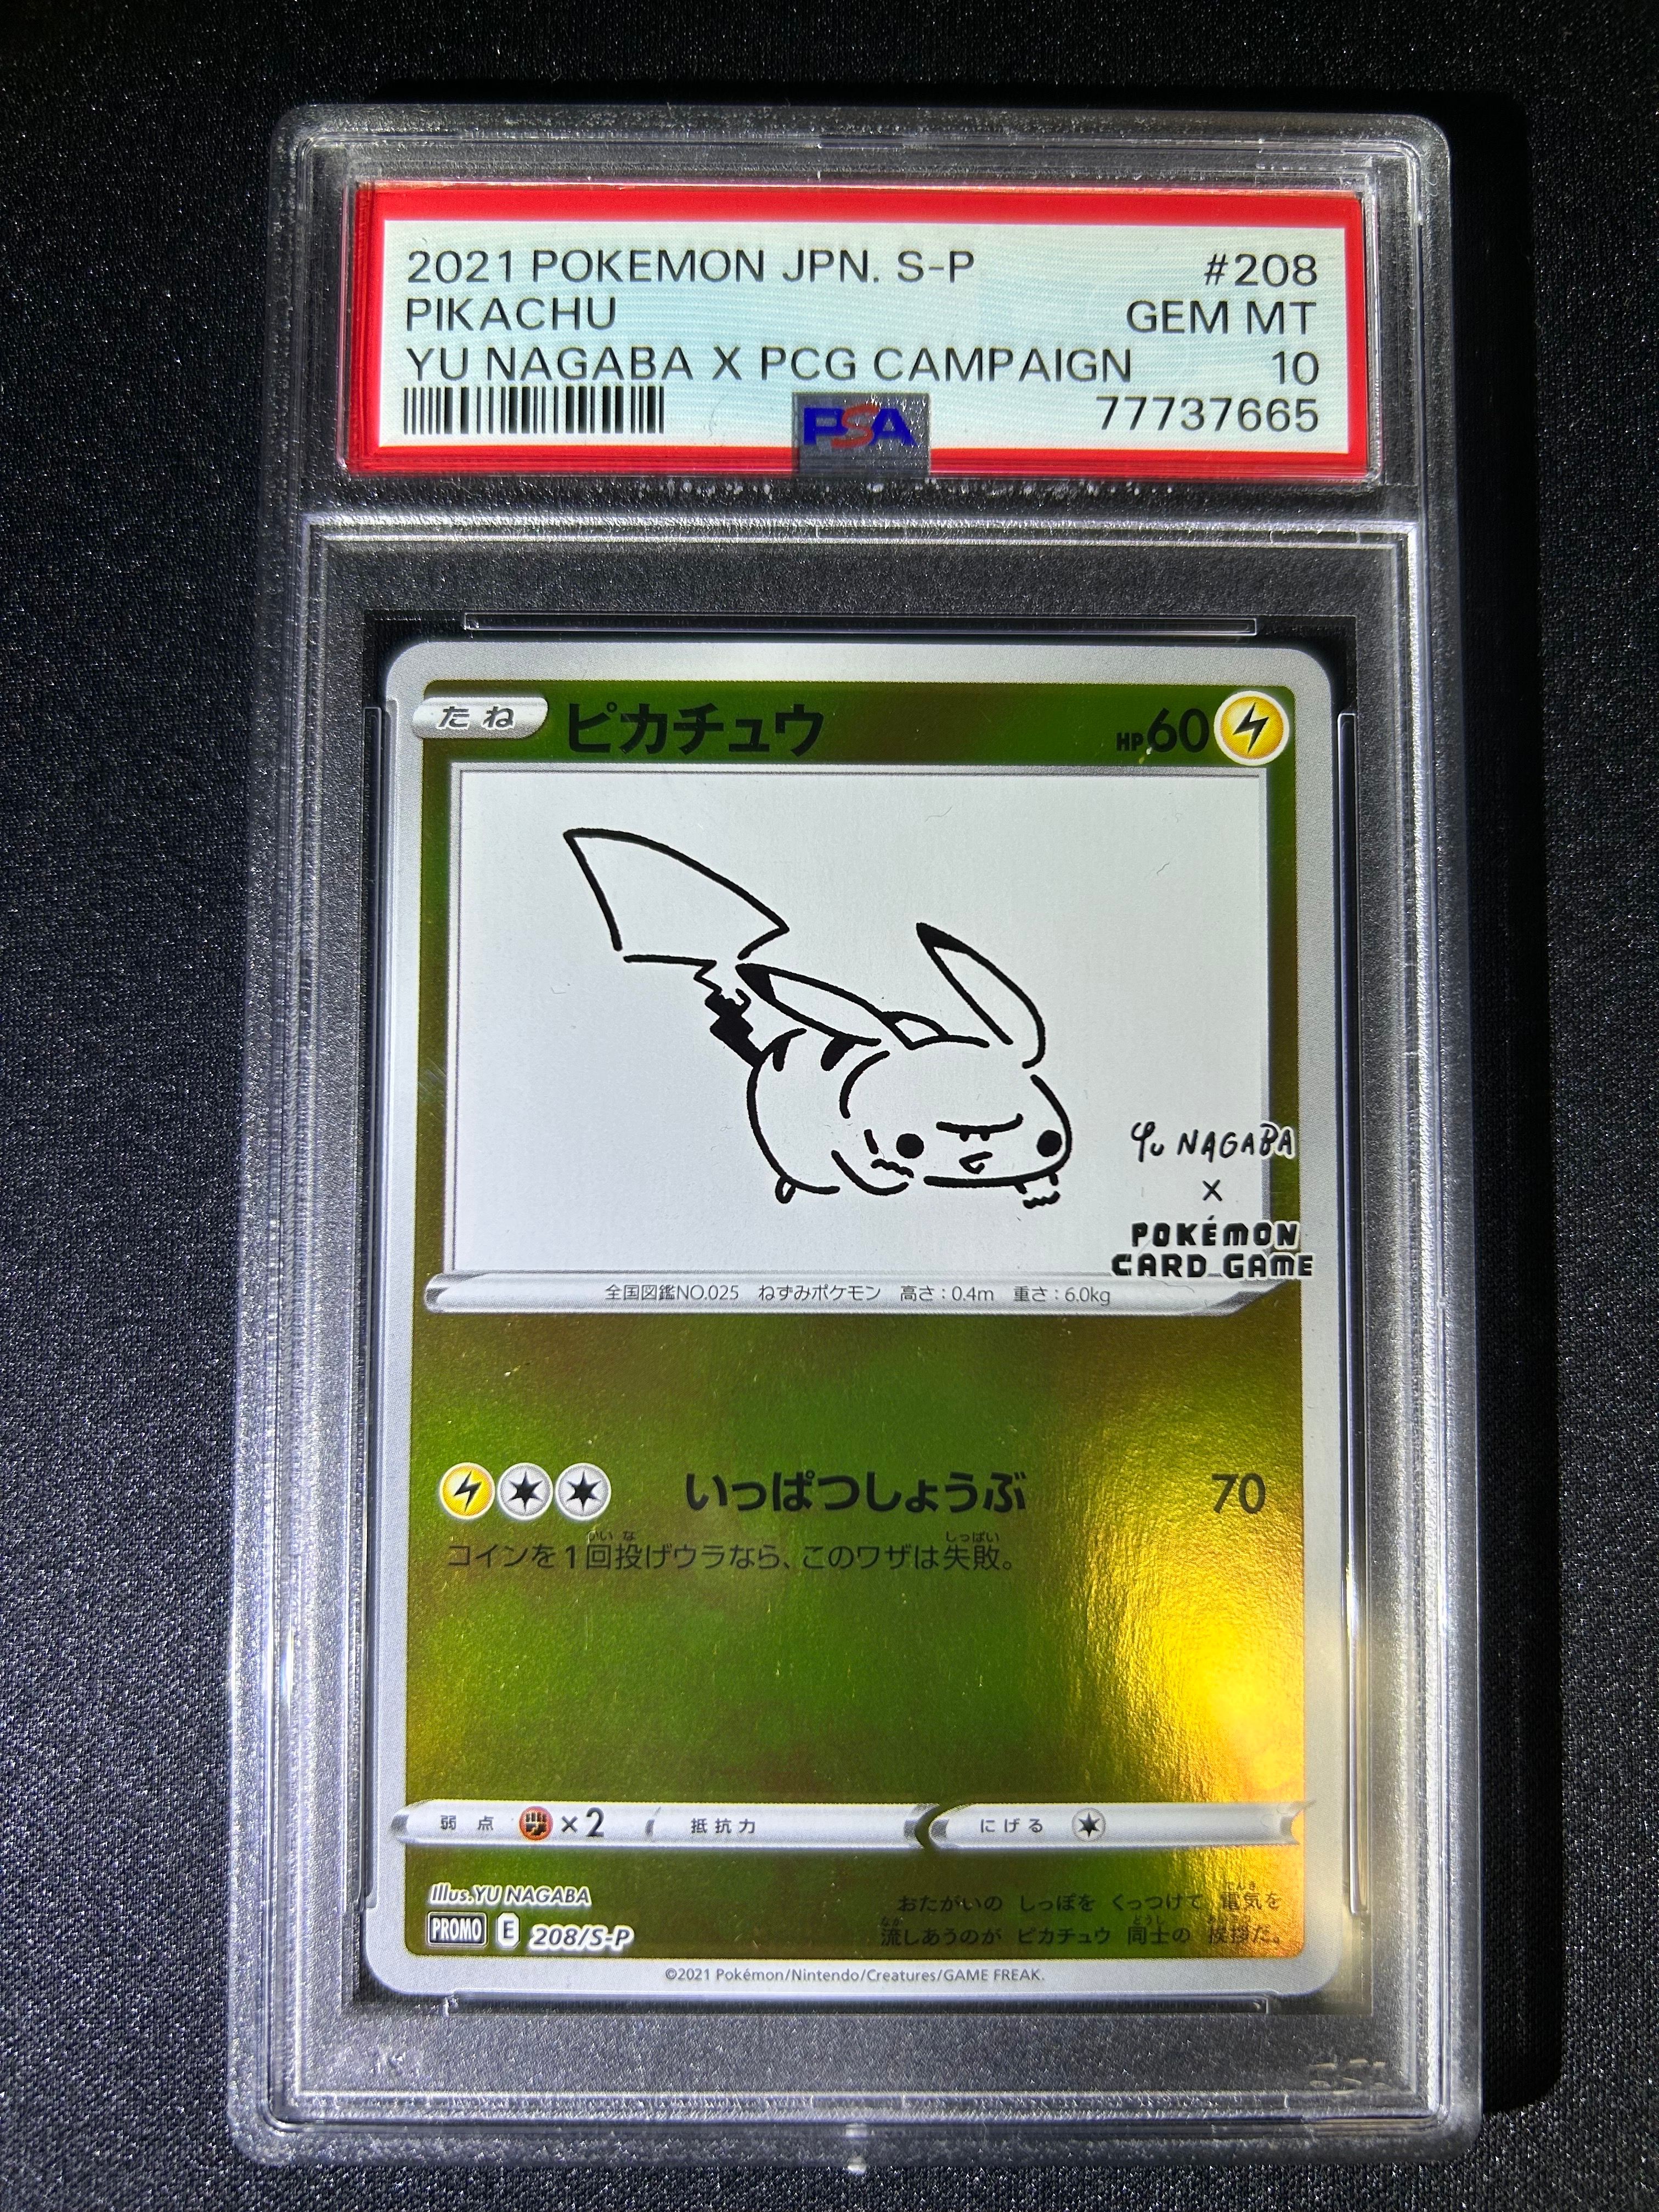 2021 POKEMON JPN. S-P #208
PIKACHU GEM MT
YU NAGABA X PCG CAMPAIGN 10
PSA 77737665
たね ピカチュウ HP60
YU NAGABA
×
POKÉMON
CARD GAME
全国図鑑NO.025 ねずみポケモン 高さ:0.4m 重さ:6.0kg
いっぱつしょうぶ 70
コインを1回投げウラなら、このワザは失敗。
弱点 ×2 抵抗力 にげる
Illus.YU NAGABA
PROMO E 208/S-P
おたがいの しっぽを くっつけて 電気を
流しあうのが ピカチュウ 同士の 挨拶だ。
©2021 Pokémon/Nintendo/Creatures/GAME FREAK.